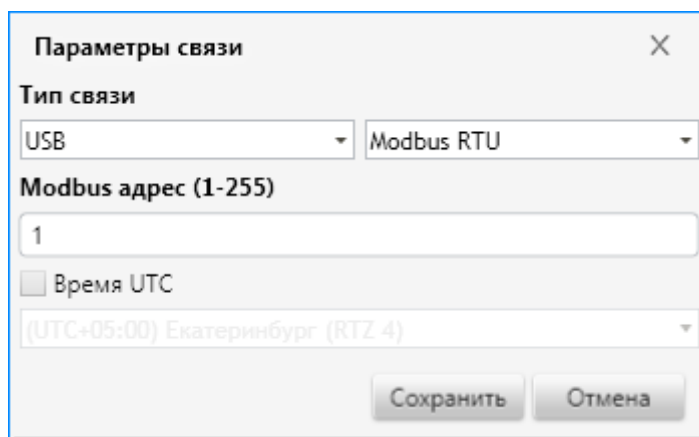 Параметры связи
Тип связи
USB Modbus RTU
Modbus адрес (1-255)
1
Время UTC
(UTC+05:00) Екатеринбург (RTZ 4)
Сохранить Отмена